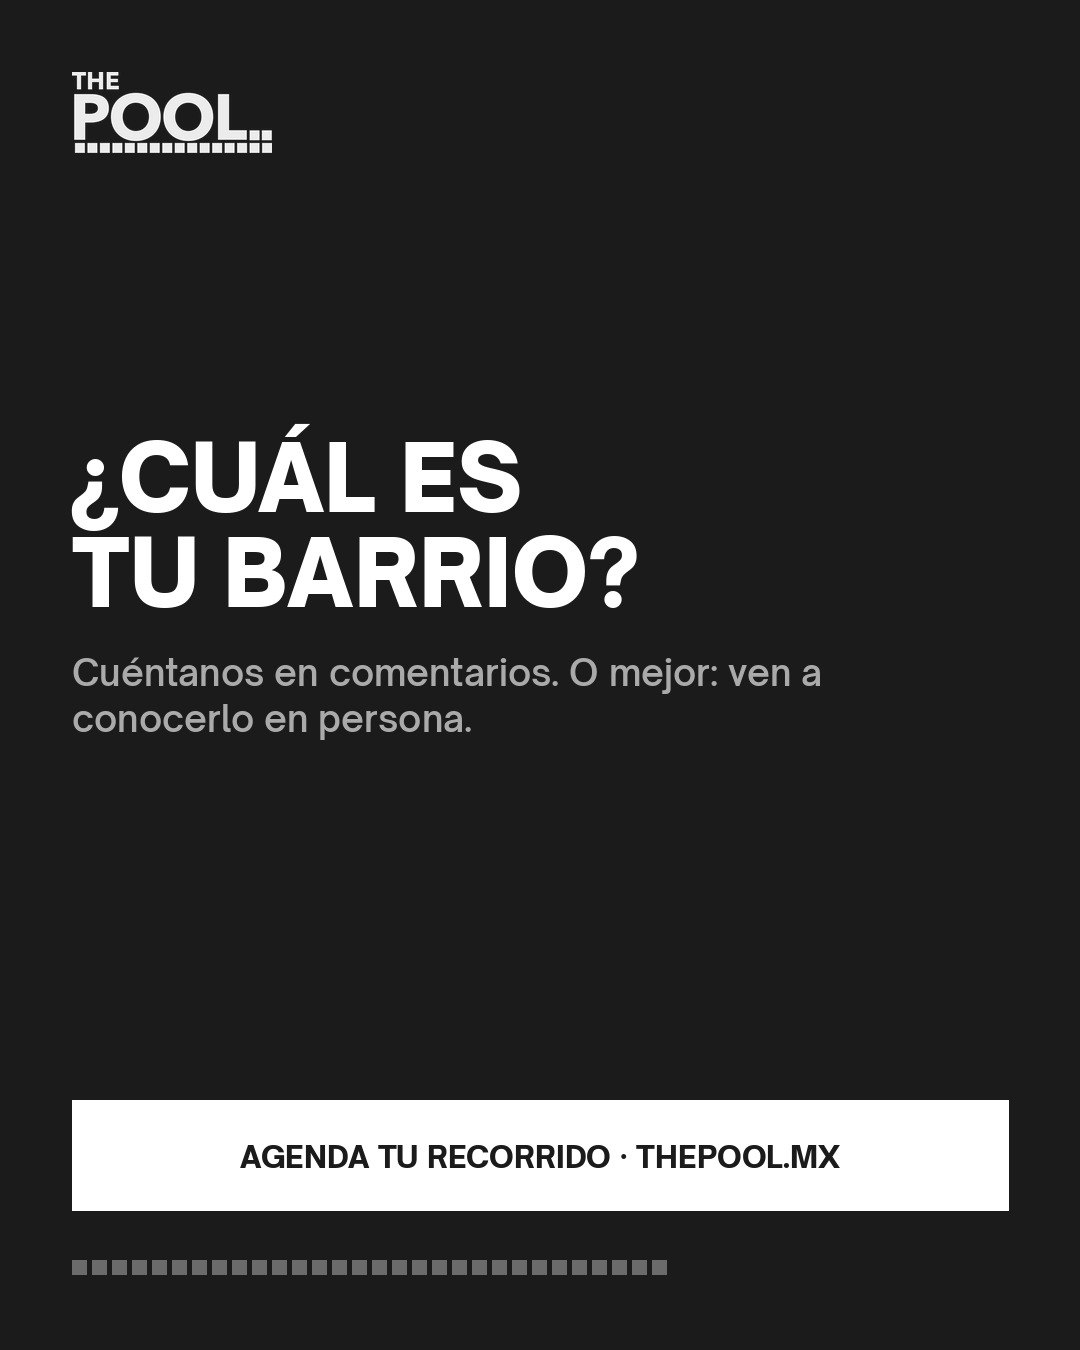 THE
POOL..
¿CUÁL ES
TU BARRIO?
Cuéntanos en comentarios. O mejor: ven a
conocerlo en persona.
AGENDA TU RECORRIDO · THEPOOL.MX